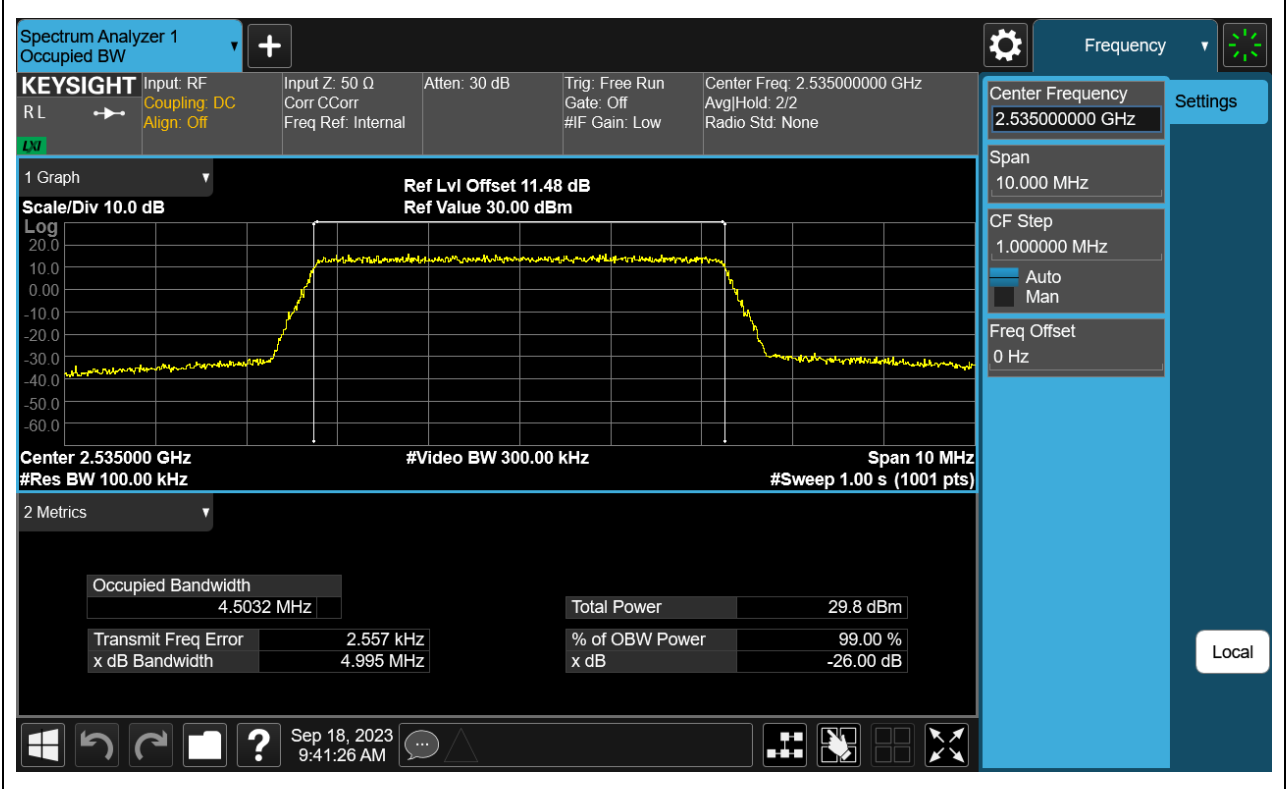 Spectrum Analyzer 1
Occupied BW
Frequency
KEYSIGHT
R L
LXI
Input: RF
Coupling: DC
Align: Off
Input Z: 50 Ω
Corr CCorr
Freq Ref: Internal
Atten: 30 dB
Trig: Free Run
Gate: Off
#IF Gain: Low
Center Freq: 2.535000000 GHz
Avg|Hold: 2/2
Radio Std: None
Center Frequency
2.535000000 GHz
Settings
Span
10.000 MHz
CF Step
1.000000 MHz
Auto
Man
Freq Offset
0 Hz
Local
1 Graph
Scale/Div 10.0 dB
Ref Lvl Offset 11.48 dB
Ref Value 30.00 dBm
Log
20.0
10.0
0.00
-10.0
-20.0
-30.0
-40.0
-50.0
-60.0
Center 2.535000 GHz
#Video BW 300.00 kHz
Span 10 MHz
#Res BW 100.00 kHz
#Sweep 1.00 s (1001 pts)
2 Metrics
Occupied Bandwidth
4.5032 MHz
Total Power 29.8 dBm
Transmit Freq Error 2.557 kHz
% of OBW Power 99.00 %
x dB Bandwidth 4.995 MHz
x dB -26.00 dB
?
Sep 18, 2023
9:41:26 AM